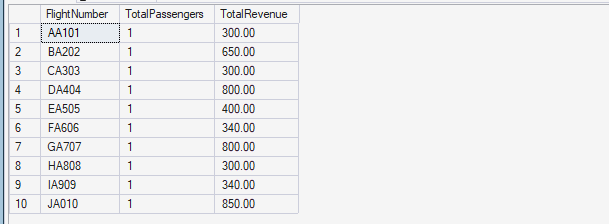 FlightNumber TotalPassengers TotalRevenue
1 AA101 1 300.00
2 BA202 1 650.00
3 CA303 1 300.00
4 DA404 1 800.00
5 EA505 1 400.00
6 FA606 1 340.00
7 GA707 1 800.00
8 HA808 1 300.00
9 IA909 1 340.00
10 JA010 1 850.00